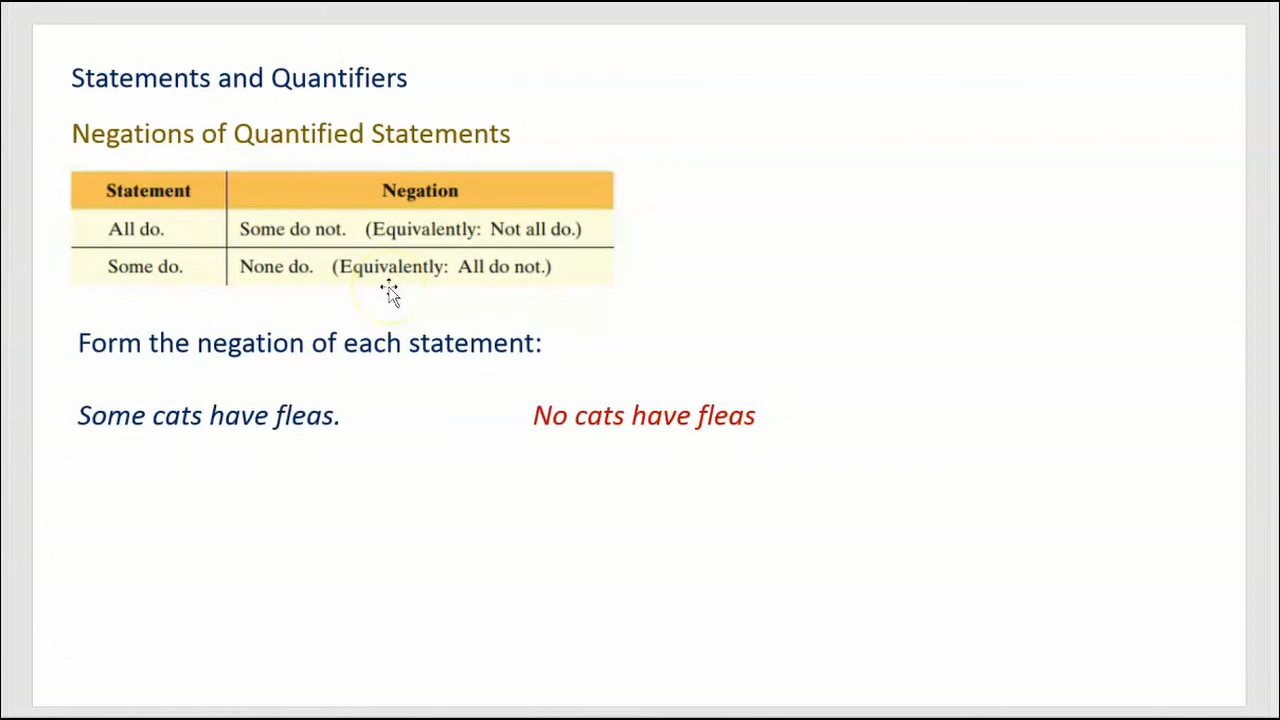 Statements and Quantifiers
Negations of Quantified Statements
Statement Negation
All do. Some do not. (Equivalently: Not all do.)
Some do. None do. (Equivalently: All do not.)
Form the negation of each statement:
Some cats have fleas. No cats have fleas